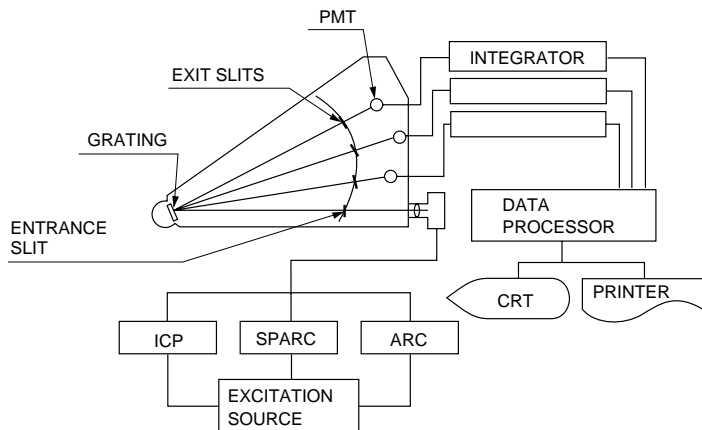 PMT
INTEGRATOR
EXIT SLITS
GRATING
ENTRANCE
SLIT
DATA
PROCESSOR
CRT
PRINTER
ICP
SPARC
ARC
EXCITATION
SOURCE